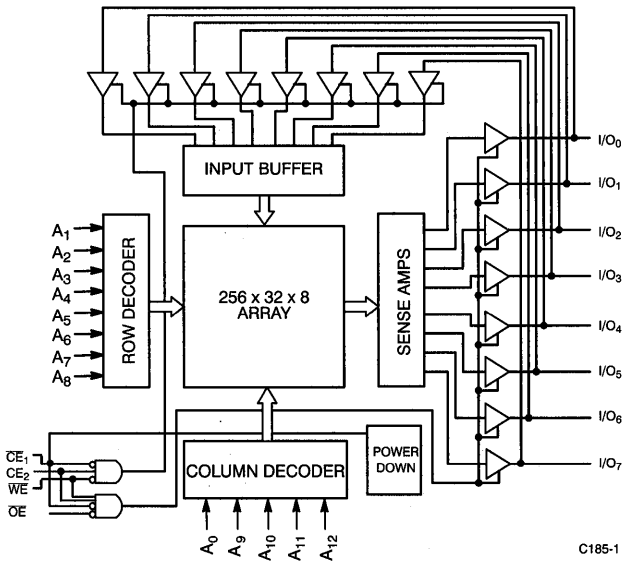 INPUT BUFFER
I/O0
I/O1
I/O2
I/O3
I/O4
I/O5
I/O6
I/O7
A1
A2
A3
A4
A5
A6
A7
A8
ROW DECODER
256 x 32 x 8
ARRAY
SENSE AMPS
CE1
CE2
WE
OE
COLUMN DECODER
POWER
DOWN
A0 A9 A10 A11 A12
C185-1